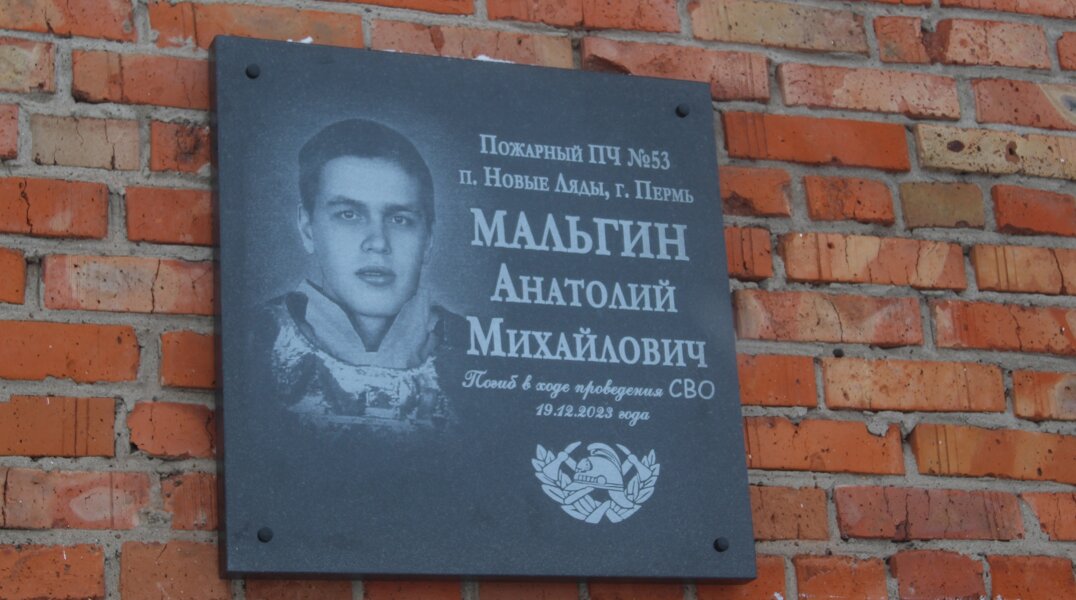 Пожарный ПЧ №53
п. Новые Ляды, г. Пермь
МАЛЬГИН
Анатолий
Михайлович
Погиб в ходе проведения СВО
19.12.2023 года